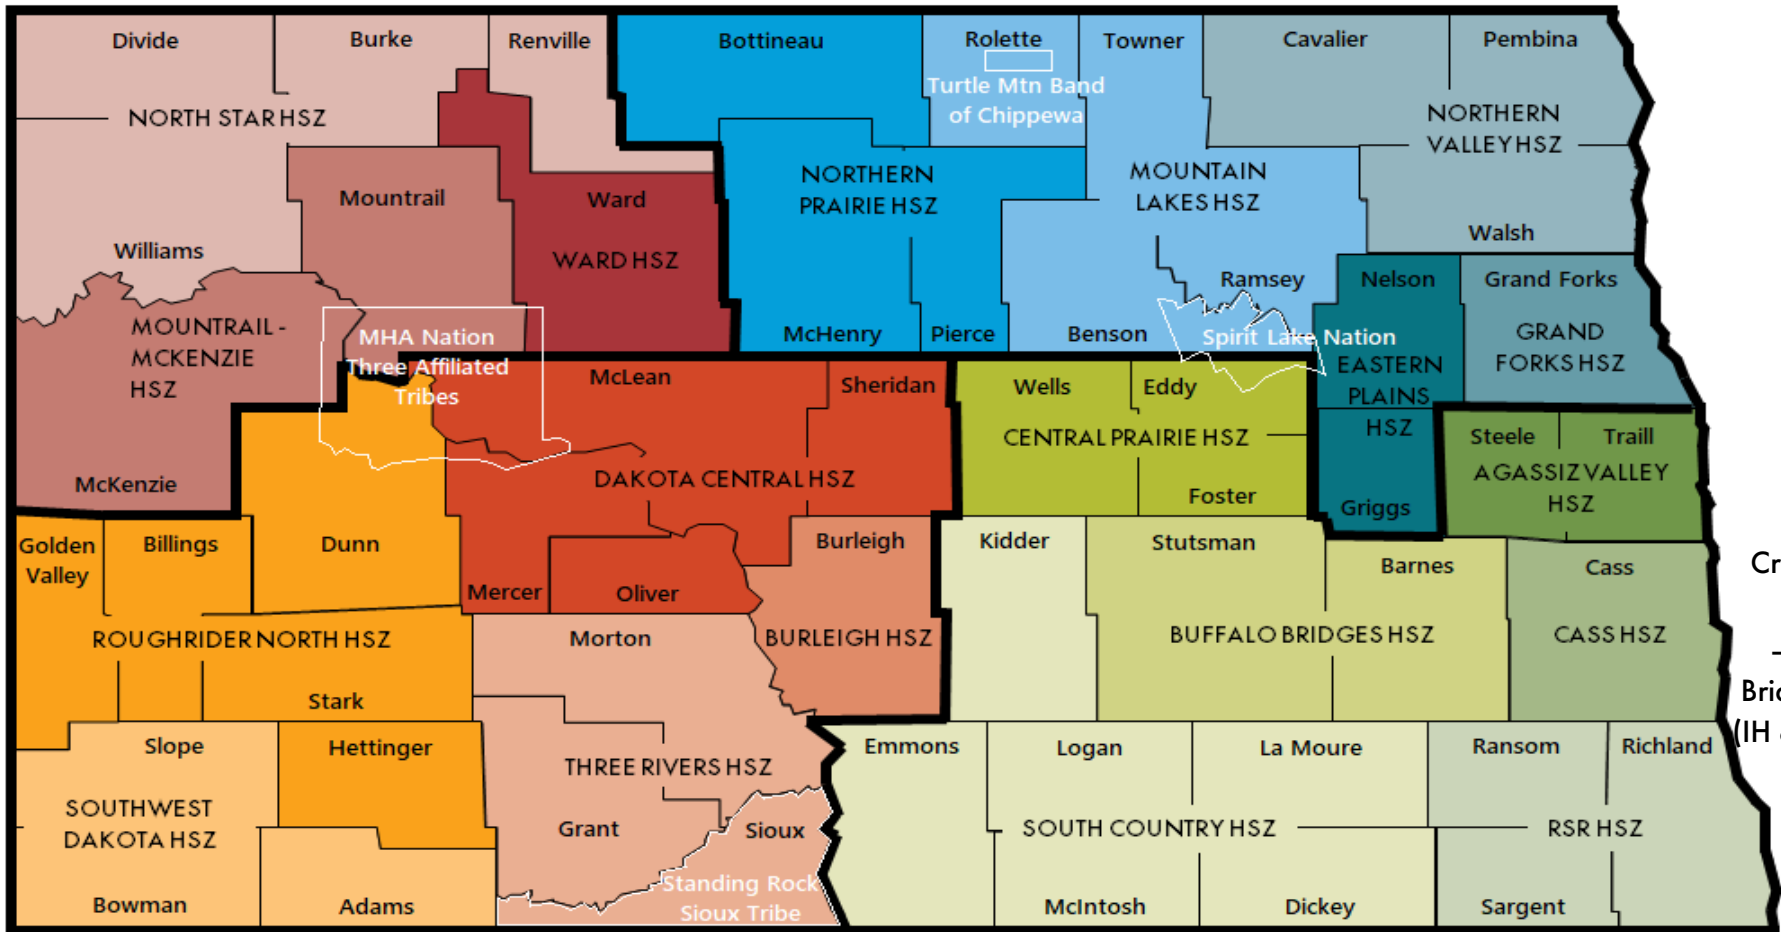 Divide
Burke
Renville
Bottineau
Rolette
Towner
Cavalier
Pembina
Turtle Mtn Band
of Chippewa
NORTH STAR HSZ
NORTHERN
VALLEY HSZ
Mountrail
Ward
NORTHERN
PRAIRIE HSZ
MOUNTAIN
LAKES HSZ
Williams
WARD HSZ
Walsh
Ramsey
Nelson
Grand Forks
MOUNTRAIL -
MCKENZIE
HSZ
MHA Nation
Three Affiliated
Tribes
McHenry
Pierce
Benson
Spirit Lake Nation
GRAND
FORKS HSZ
EASTERN
PLAINS
HSZ
McLean
Sheridan
Wells
Eddy
CENTRAL PRAIRIE HSZ
Steele
Traill
AGASSIZ VALLEY
HSZ
McKenzie
DAKOTA CENTRAL HSZ
Foster
Griggs
Golden
Valley
Billings
Dunn
Mercer
Oliver
Burleigh
Kidder
Stutsman
Barnes
Cass
Cr
ROUGHRIDER NORTH HSZ
Morton
BURLEIGH HSZ
BUFFALO BRIDGES HSZ
CASS HSZ
Stark
Slope
Hettinger
THREE RIVERS HSZ
Emmons
Logan
La Moure
Ransom
Richland
(IH
SOUTHWEST
DAKOTA HSZ
Grant
Sioux
SOUTH COUNTRY HSZ
RSR HSZ
Bowman
Adams
Standing Rock
Sioux Tribe
McIntosh
Dickey
Sargent